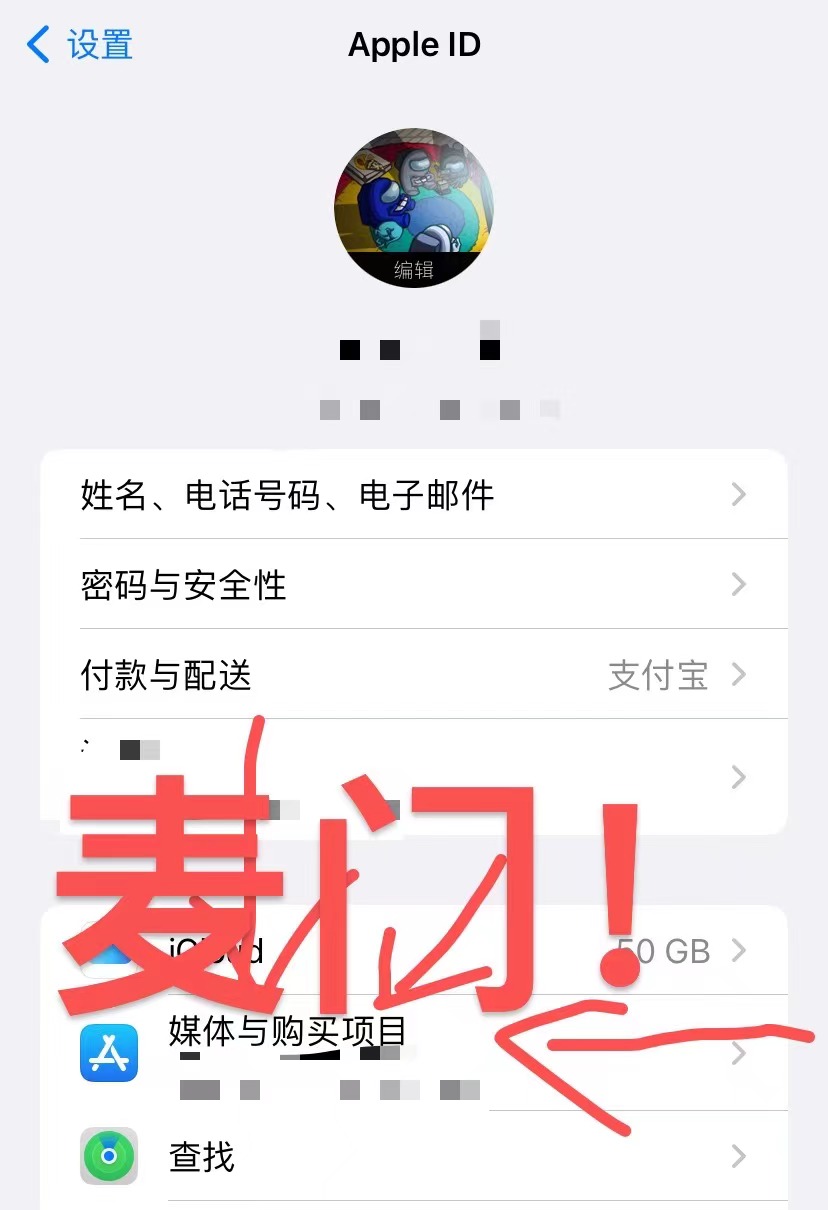 设置
Apple ID
编辑
姓名、电话号码、电子邮件
密码与安全性
付款与配送 支付宝
麦门！
iCloud 50 GB
媒体与购买项目
查找